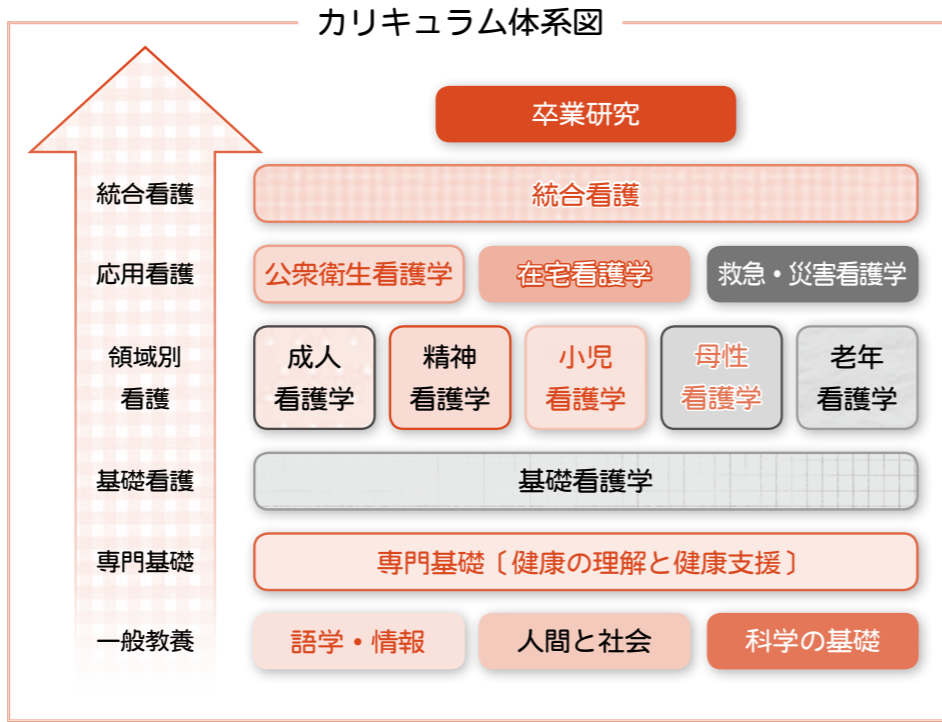 カリキュラム体系図
卒業研究
統合看護
統合看護
応用看護
公衆衛生看護学
在宅看護学
救急・災害看護学
領域別
看護
成人
看護学
精神
看護学
小児
看護学
母性
看護学
老年
看護学
基礎看護
基礎看護学
専門基礎
専門基礎〔健康の理解と健康支援〕
一般教養
語学・情報
人間と社会
科学の基礎